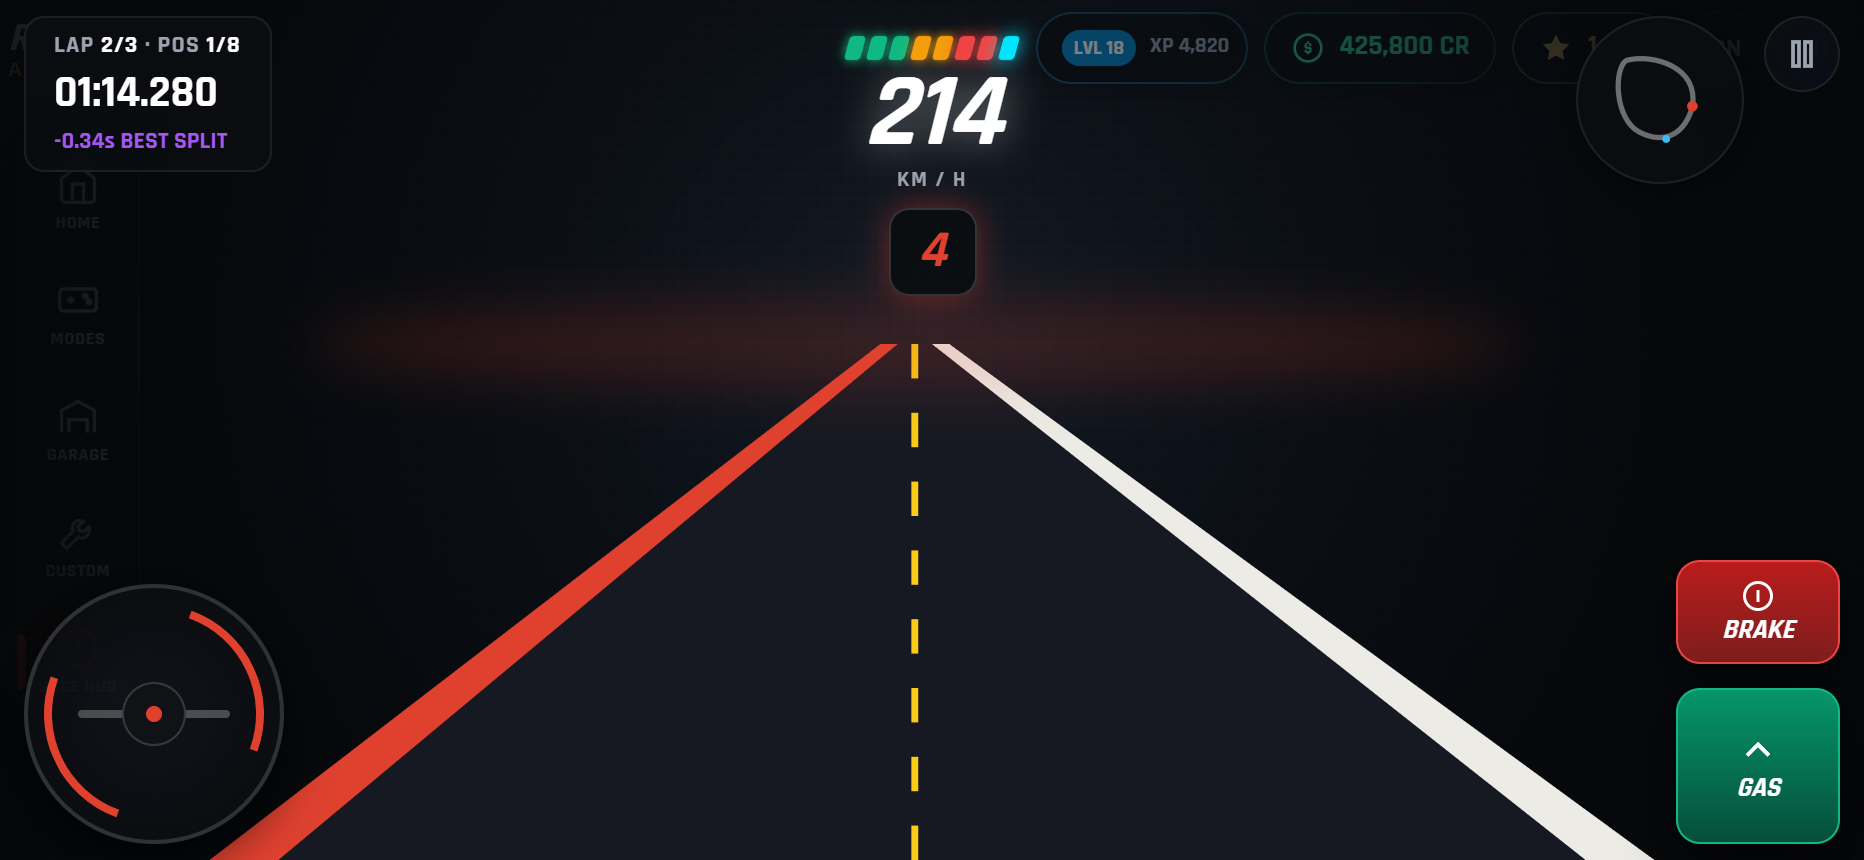 LAP 2/3 · POS 1/8
01:14.280
-0.34s BEST SPLIT
214
KM / H
4
LVL 18 XP 4,820
425,800 CR
HOME
MODES
GARAGE
CUSTOM
BRAKE
GAS